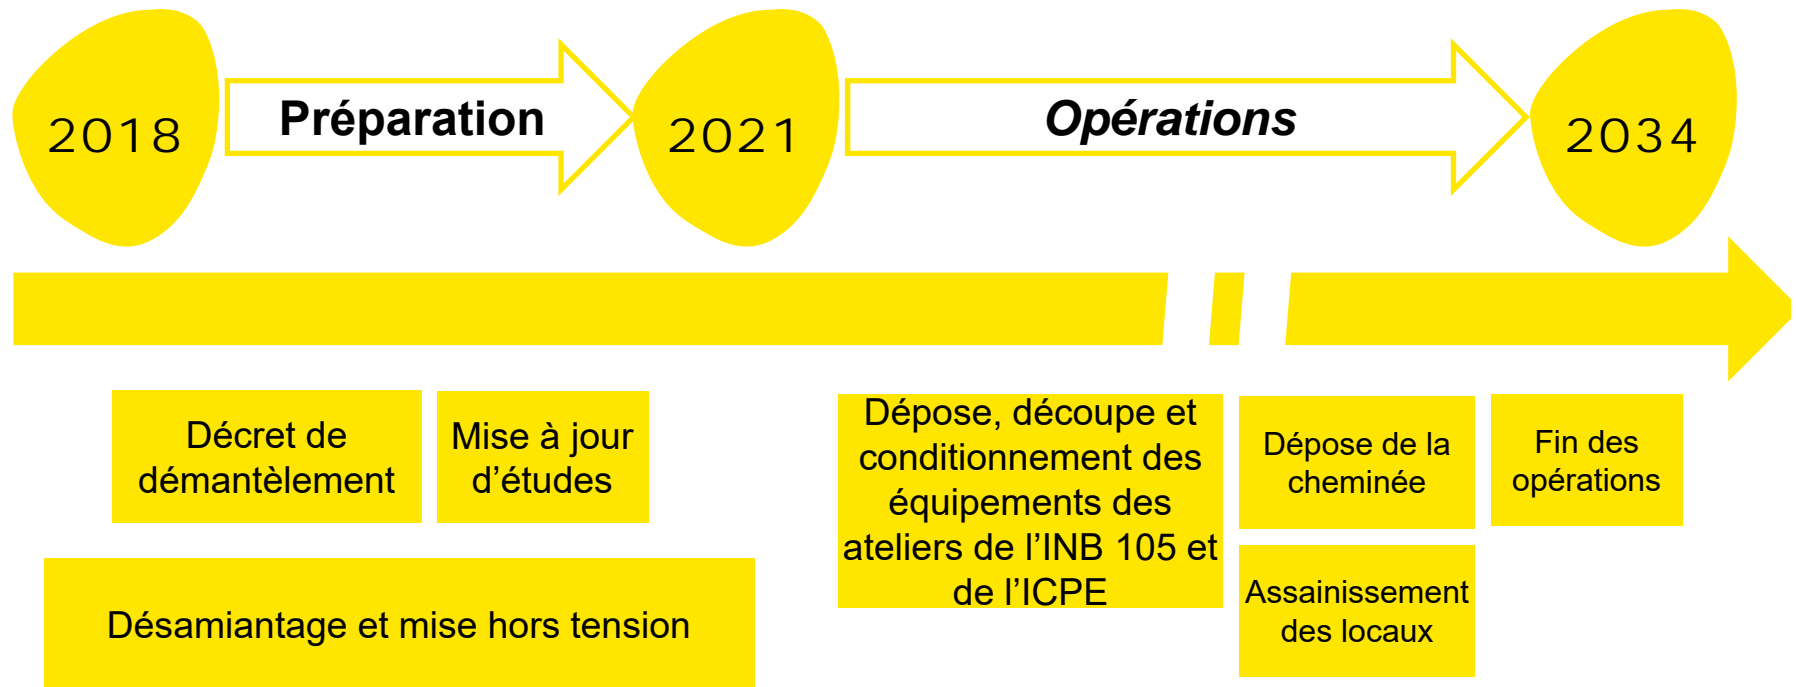 2018
Préparation
2021
Opérations
2034
Décret de
démantèlement
Mise à jour
d’études
Désamiantage et mise hors tension
Dépose, découpe et
conditionnement des
équipements des
ateliers de l’INB 105 et
de l’ICPE
Dépose de la
cheminée
Assainissement
des locaux
Fin des
opérations